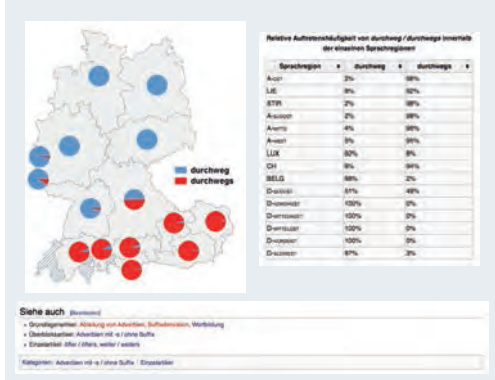 durchweg
durchwegs
Relative Auftretenshäufigkeit von durchweg / durchwegs innerhalb
der einzelnen Sprachregionen
Sprachregion durchweg durchwegs
A-OST 2% 98%
LIE 8% 92%
STIR 2% 98%
A-SÜDOST 2% 98%
A-MITTE 4% 96%
A-WEST 5% 95%
LUX 92% 8%
CH 6% 94%
BELG 98% 2%
D-SÜDOST 51% 49%
D-NORDWEST 100% 0%
D-MITTELWEST 100% 0%
D-MITTELOST 100% 0%
D-NORDOST 100% 0%
D-SÜDWEST 97% 3%
Siehe auch [Bearbeiten]
Grundlagenartikel: Ableitung von Adverbien, Suffixderivation, Wortbildung
Überblicksartikel: Adverbien mit -s / ohne Suffix
Einzelartikel: öfter / öfters, weiter / weiters
Kategorien: Adverbien mit -s / ohne Suffix | Einzelartikel